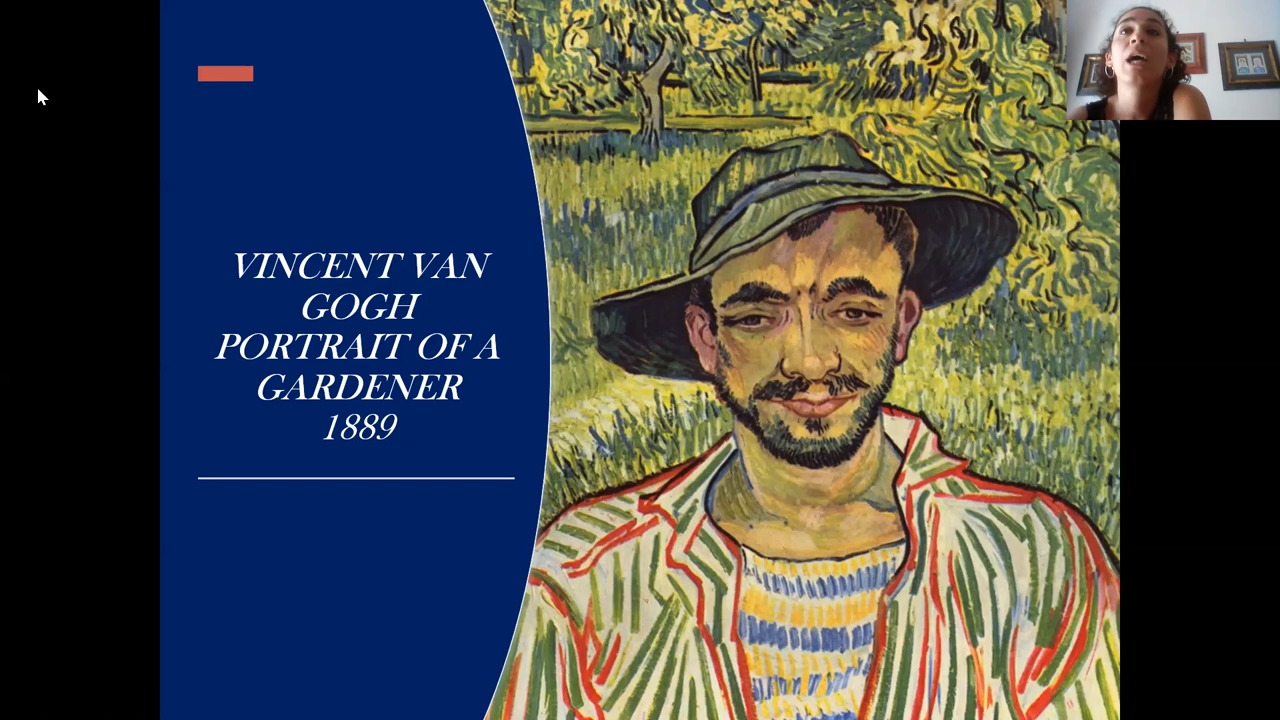 VINCENT VAN
GOGH
PORTRAIT OF A
GARDENER
1889